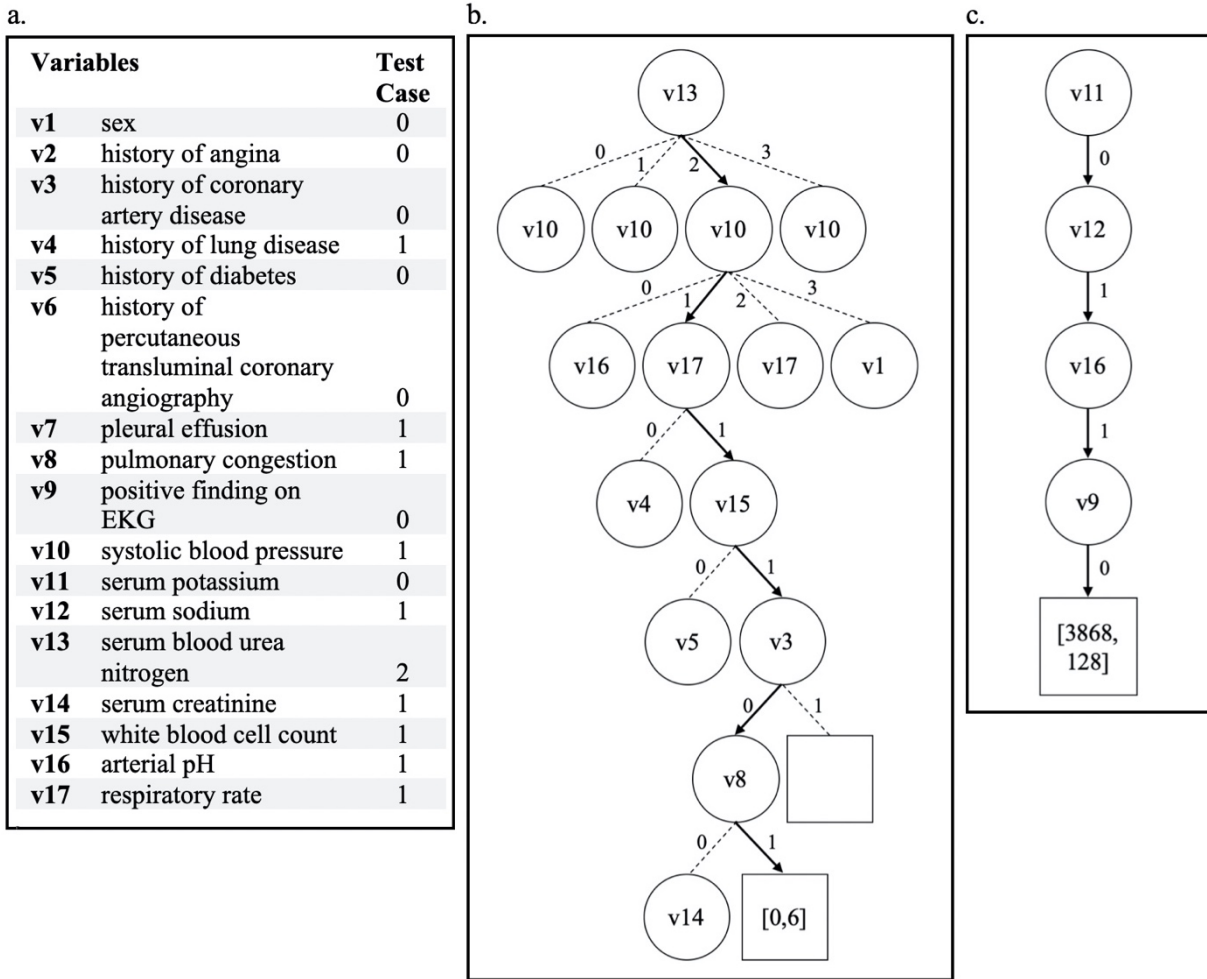 a.
Variables Test Case
v1 sex 0
v2 history of angina 0
v3 history of coronary
artery disease 0
v4 history of lung disease 1
v5 history of diabetes 0
v6 history of
percutaneous
transluminal coronary
angiography 0
v7 pleural effusion 1
v8 pulmonary congestion 1
v9 positive finding on
EKG 0
v10 systolic blood pressure 1
v11 serum potassium 0
v12 serum sodium 1
v13 serum blood urea
nitrogen 2
v14 serum creatinine 1
v15 white blood cell count 1
v16 arterial pH 1
v17 respiratory rate 1
b.
v13
0 1 2 3
v10 v10 v10 v10
0 1 2 3
v16 v17 v17 v1
0 1
v4 v15
0 1
v5 v3
0 1
v8
0 1
v14 [0,6]
c.
v11
0
v12
1
v16
1
v9
0
[3868,
128]